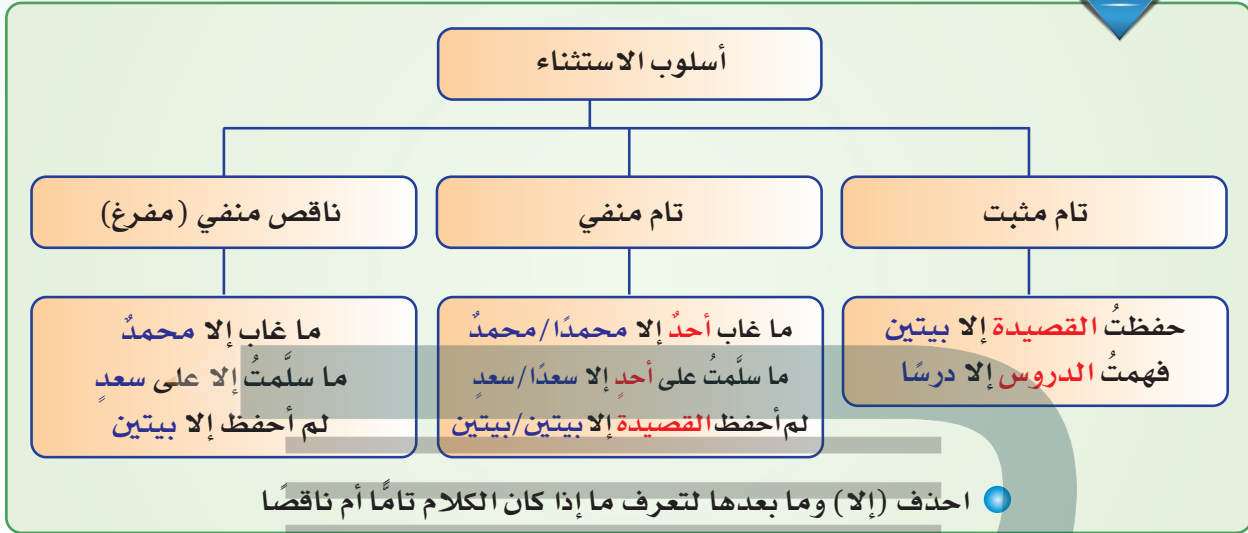 أسلوب الاستثناء
تام مثبت
تام منفي
ناقص منفي (مفرغ)
حفظتُ القصيدة إلا بيتين
فهمتُ الدروس إلا درسًا
ما غاب أحدٌ إلا محمدًا/محمدٌ
ما سلَّمتُ على أحدٍ إلا سعدًا/سعدٍ
لم أحفظ القصيدة إلا بيتين/بيتين
ما غاب إلا محمدٌ
ما سلَّمتُ إلا على سعدٍ
لم أحفظ إلا بيتين
احذف (إلا) وما بعدها لتعرف ما إذا كان الكلام تامًّا أم ناقصًا